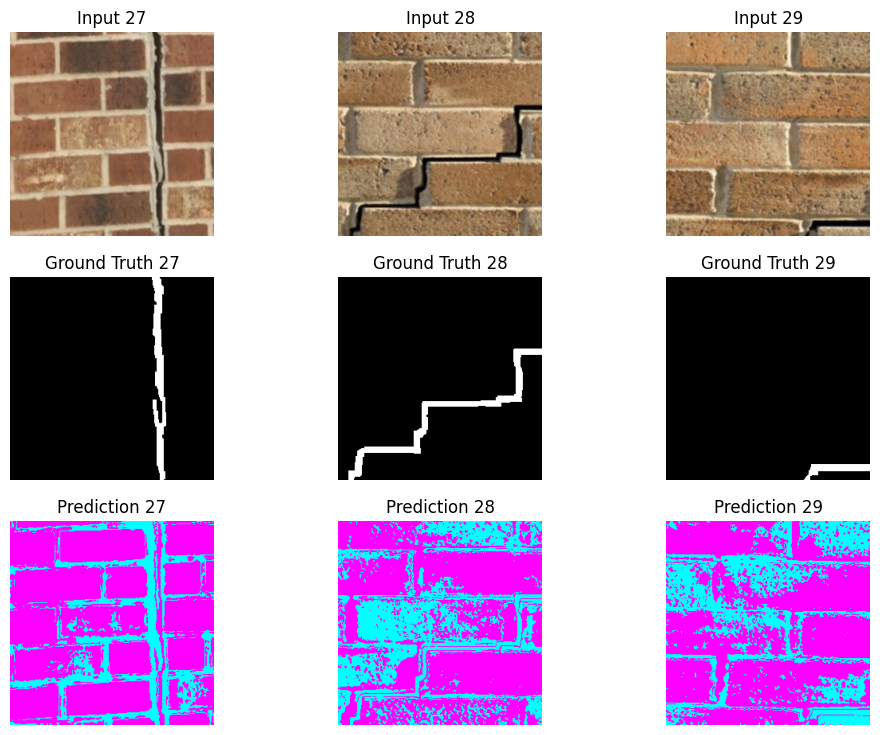 Input 27
Input 28
Input 29
Ground Truth 27
Ground Truth 28
Ground Truth 29
Prediction 27
Prediction 28
Prediction 29